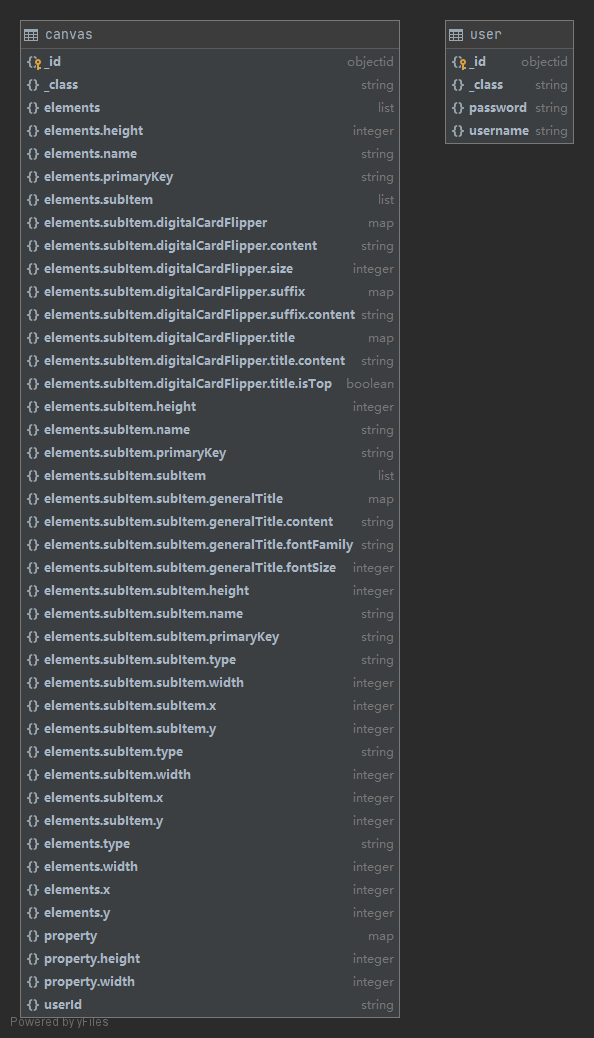 canvas
_id objectid
_class string
elements list
elements.height integer
elements.name string
elements.primaryKey string
elements.subItem list
elements.subItem.digitalCardFlipper map
elements.subItem.digitalCardFlipper.content string
elements.subItem.digitalCardFlipper.size integer
elements.subItem.digitalCardFlipper.suffix map
elements.subItem.digitalCardFlipper.suffix.content string
elements.subItem.digitalCardFlipper.title map
elements.subItem.digitalCardFlipper.title.content string
elements.subItem.digitalCardFlipper.title.isTop boolean
elements.subItem.height integer
elements.subItem.name string
elements.subItem.primaryKey string
elements.subItem.subItem list
elements.subItem.subItem.generalTitle map
elements.subItem.subItem.generalTitle.content string
elements.subItem.subItem.generalTitle.fontFamily string
elements.subItem.subItem.generalTitle.fontSize integer
elements.subItem.subItem.height integer
elements.subItem.subItem.name string
elements.subItem.subItem.primaryKey string
elements.subItem.subItem.type string
elements.subItem.subItem.width integer
elements.subItem.subItem.x integer
elements.subItem.subItem.y integer
elements.subItem.type string
elements.subItem.width integer
elements.subItem.x integer
elements.subItem.y integer
elements.type string
elements.width integer
elements.x integer
elements.y integer
property map
property.height integer
property.width integer
userId string
user
_id objectid
_class string
password string
username string
Powered by yFiles